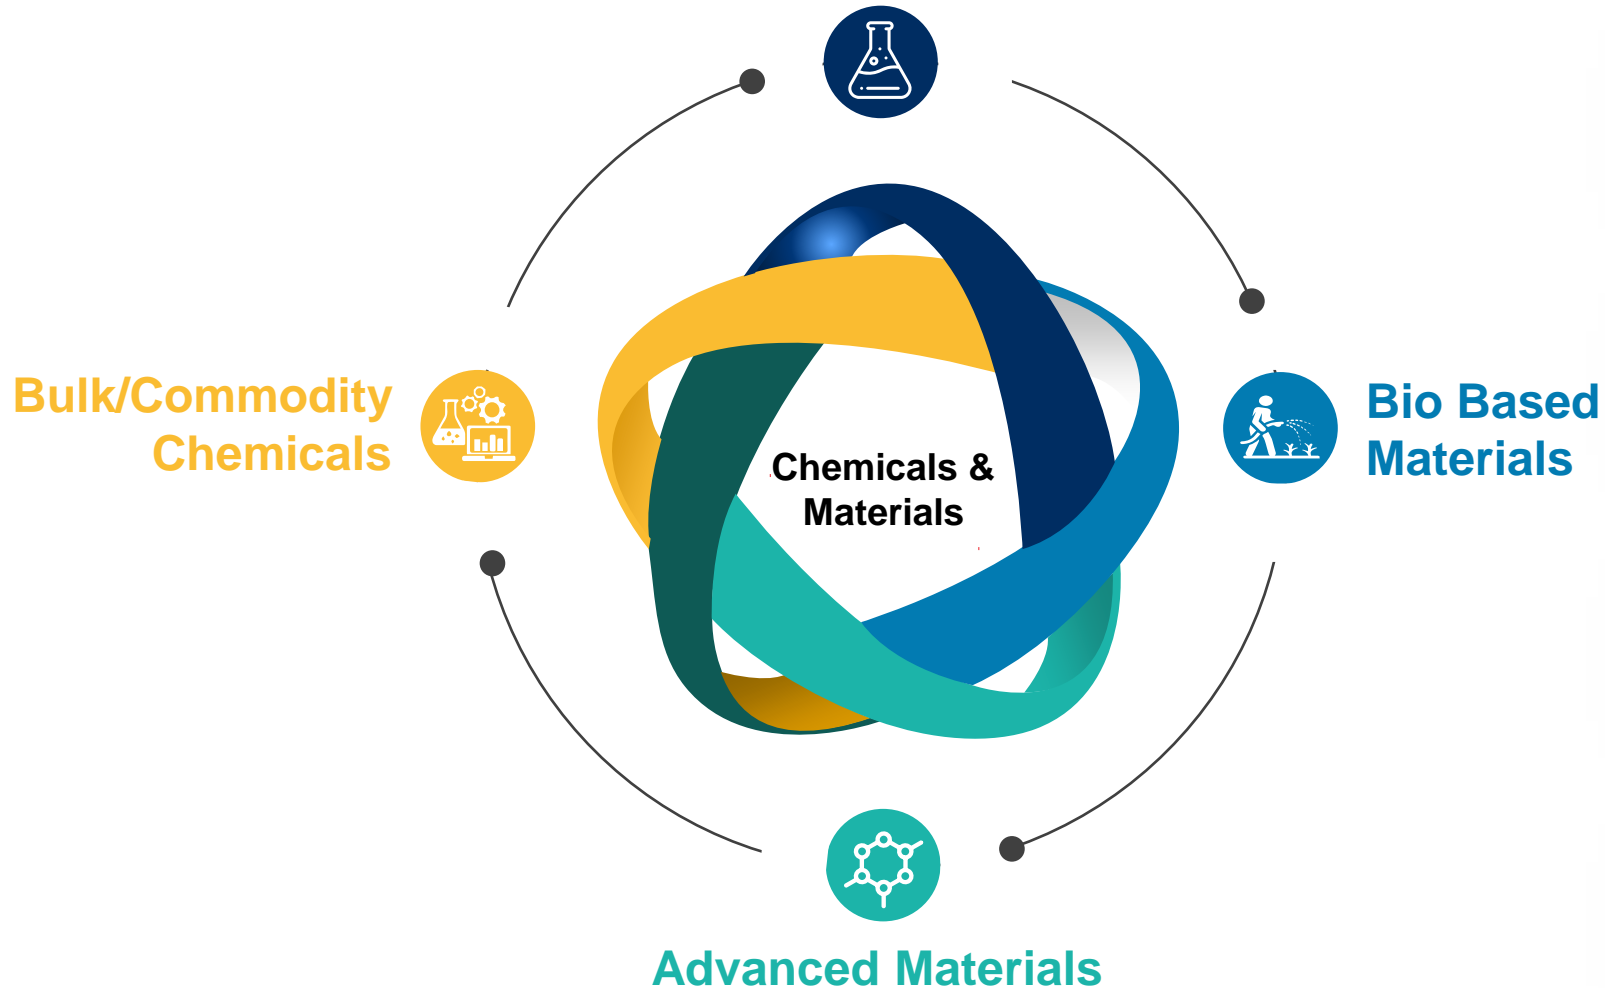 Bulk/Commodity
Chemicals
Chemicals &
Materials
Bio Based
Materials
Advanced Materials